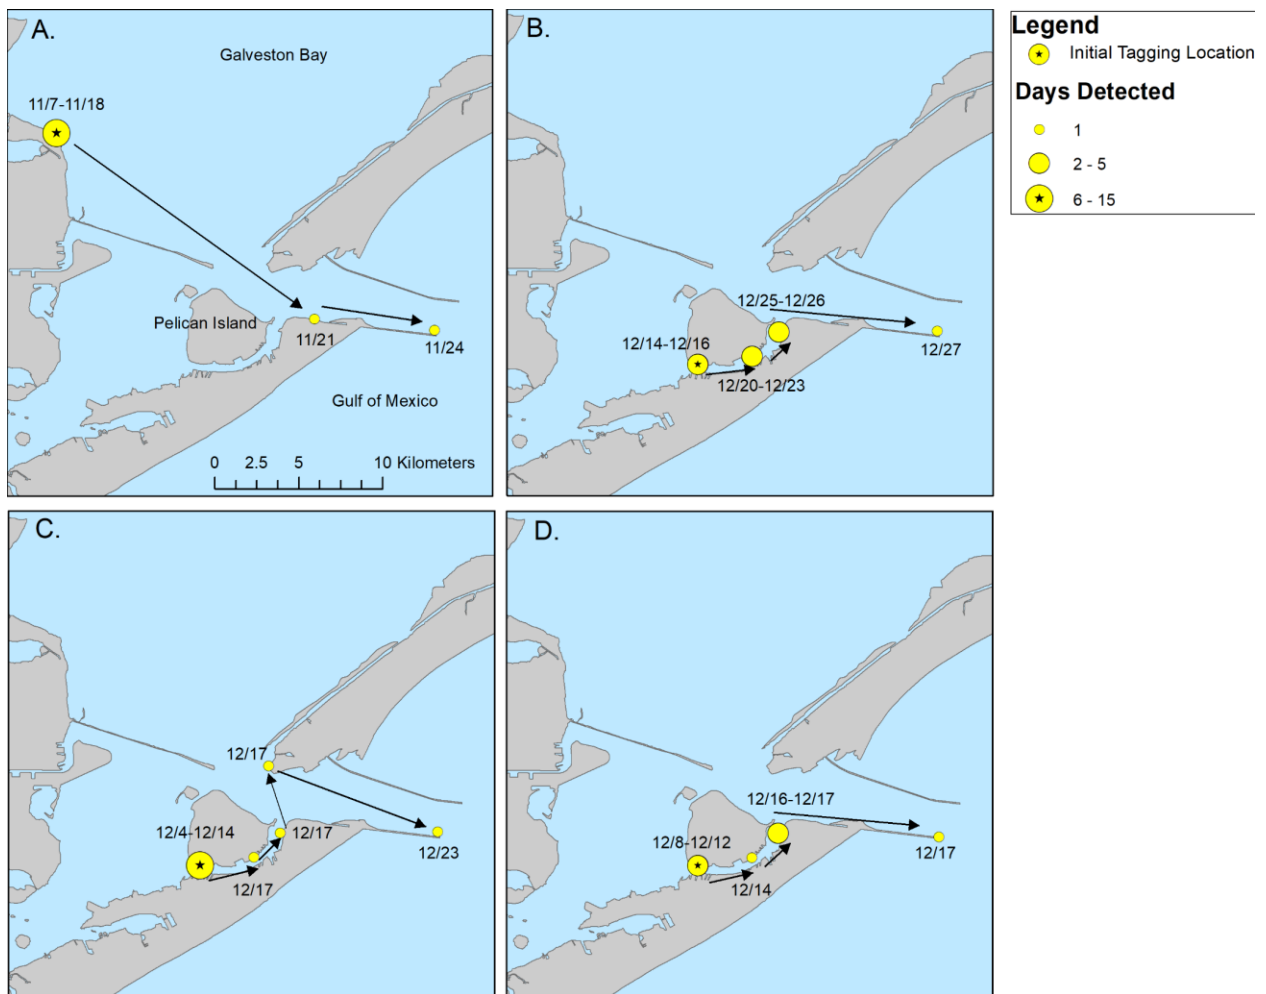 A.
Galveston Bay
11/7-11/18
Pelican Island
11/21
11/24
Gulf of Mexico
0 2.5 5 10 Kilometers
B.
12/25-12/26
12/14-12/16
12/27
12/20-12/23
Legend
Initial Tagging Location
Days Detected
1
2 - 5
6 - 15
C.
12/17
12/4-12/14
12/17
12/23
12/17
D.
12/16-12/17
12/8-12/12
12/17
12/14